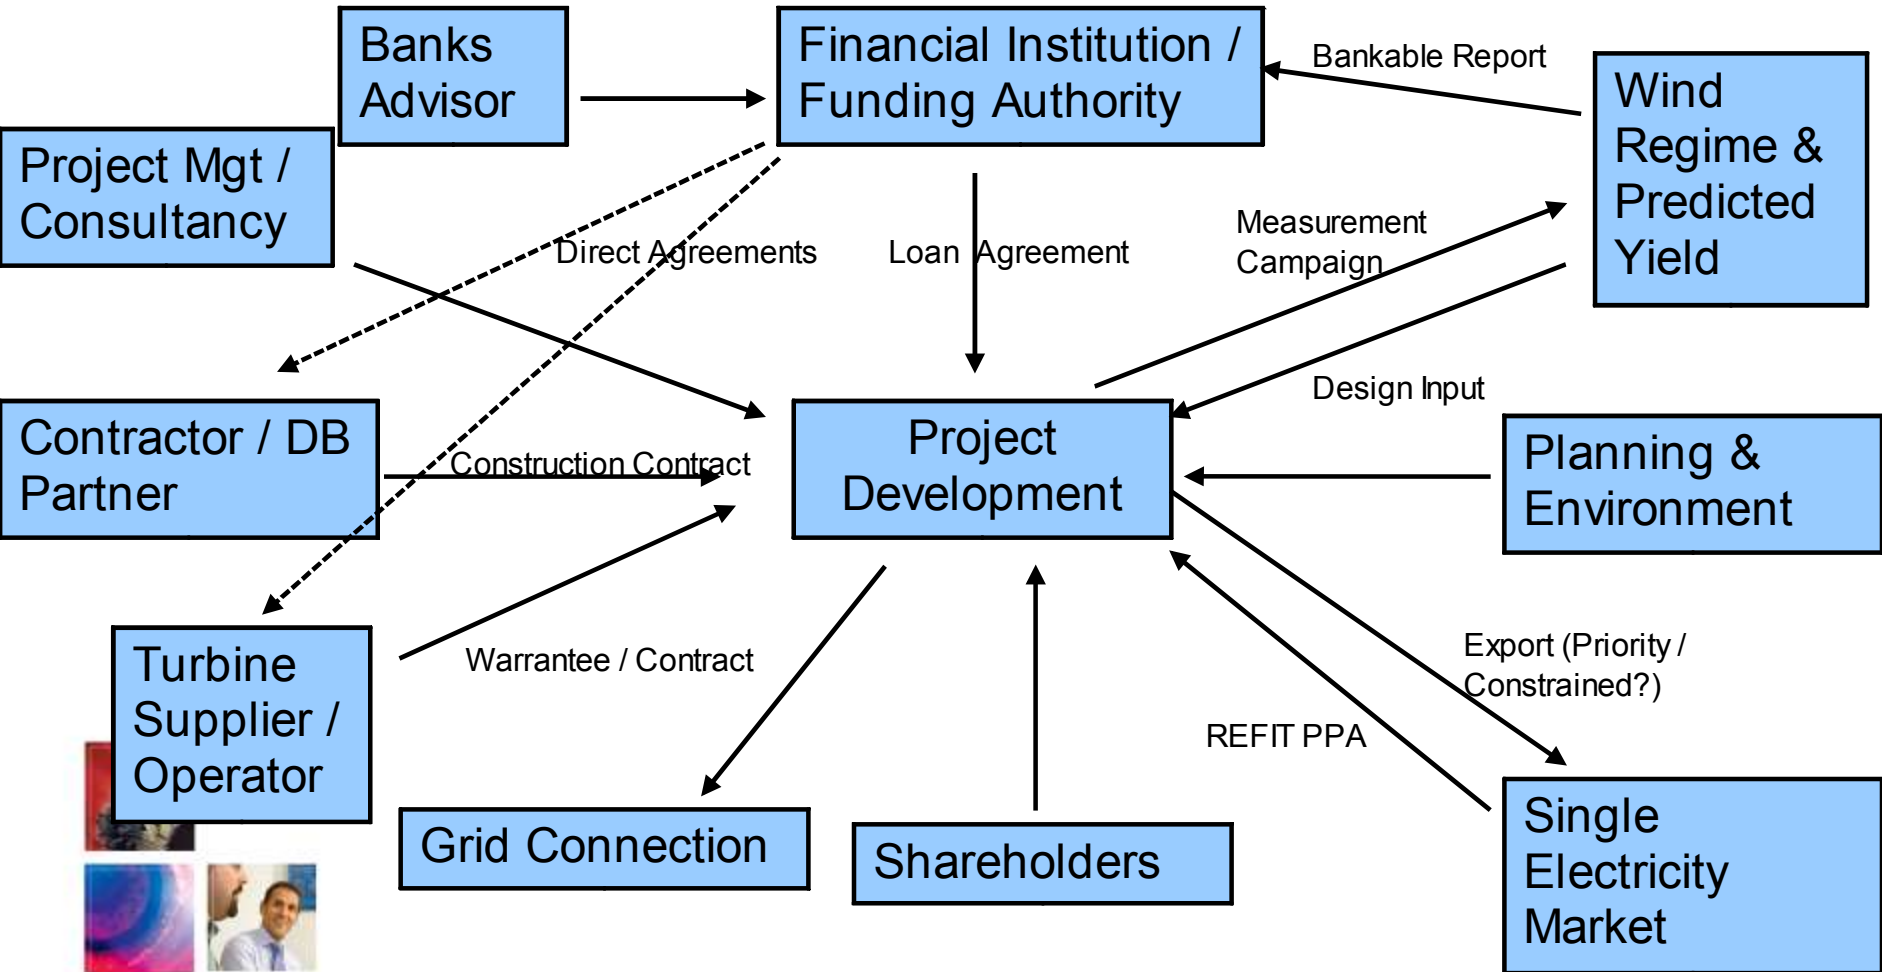 Banks
Advisor
Financial Institution /
Funding Authority
Bankable Report
Wind
Regime &
Predicted
Yield
Project Mgt /
Consultancy
Direct Agreements
Loan Agreement
Measurement
Campaign
Design Input
Contractor / DB
Partner
Construction Contract
Project
Development
Planning &
Environment
Turbine
Supplier /
Operator
Warrantee / Contract
Export (Priority /
Constrained?)
REFIT PPA
Grid Connection
Shareholders
Single
Electricity
Market